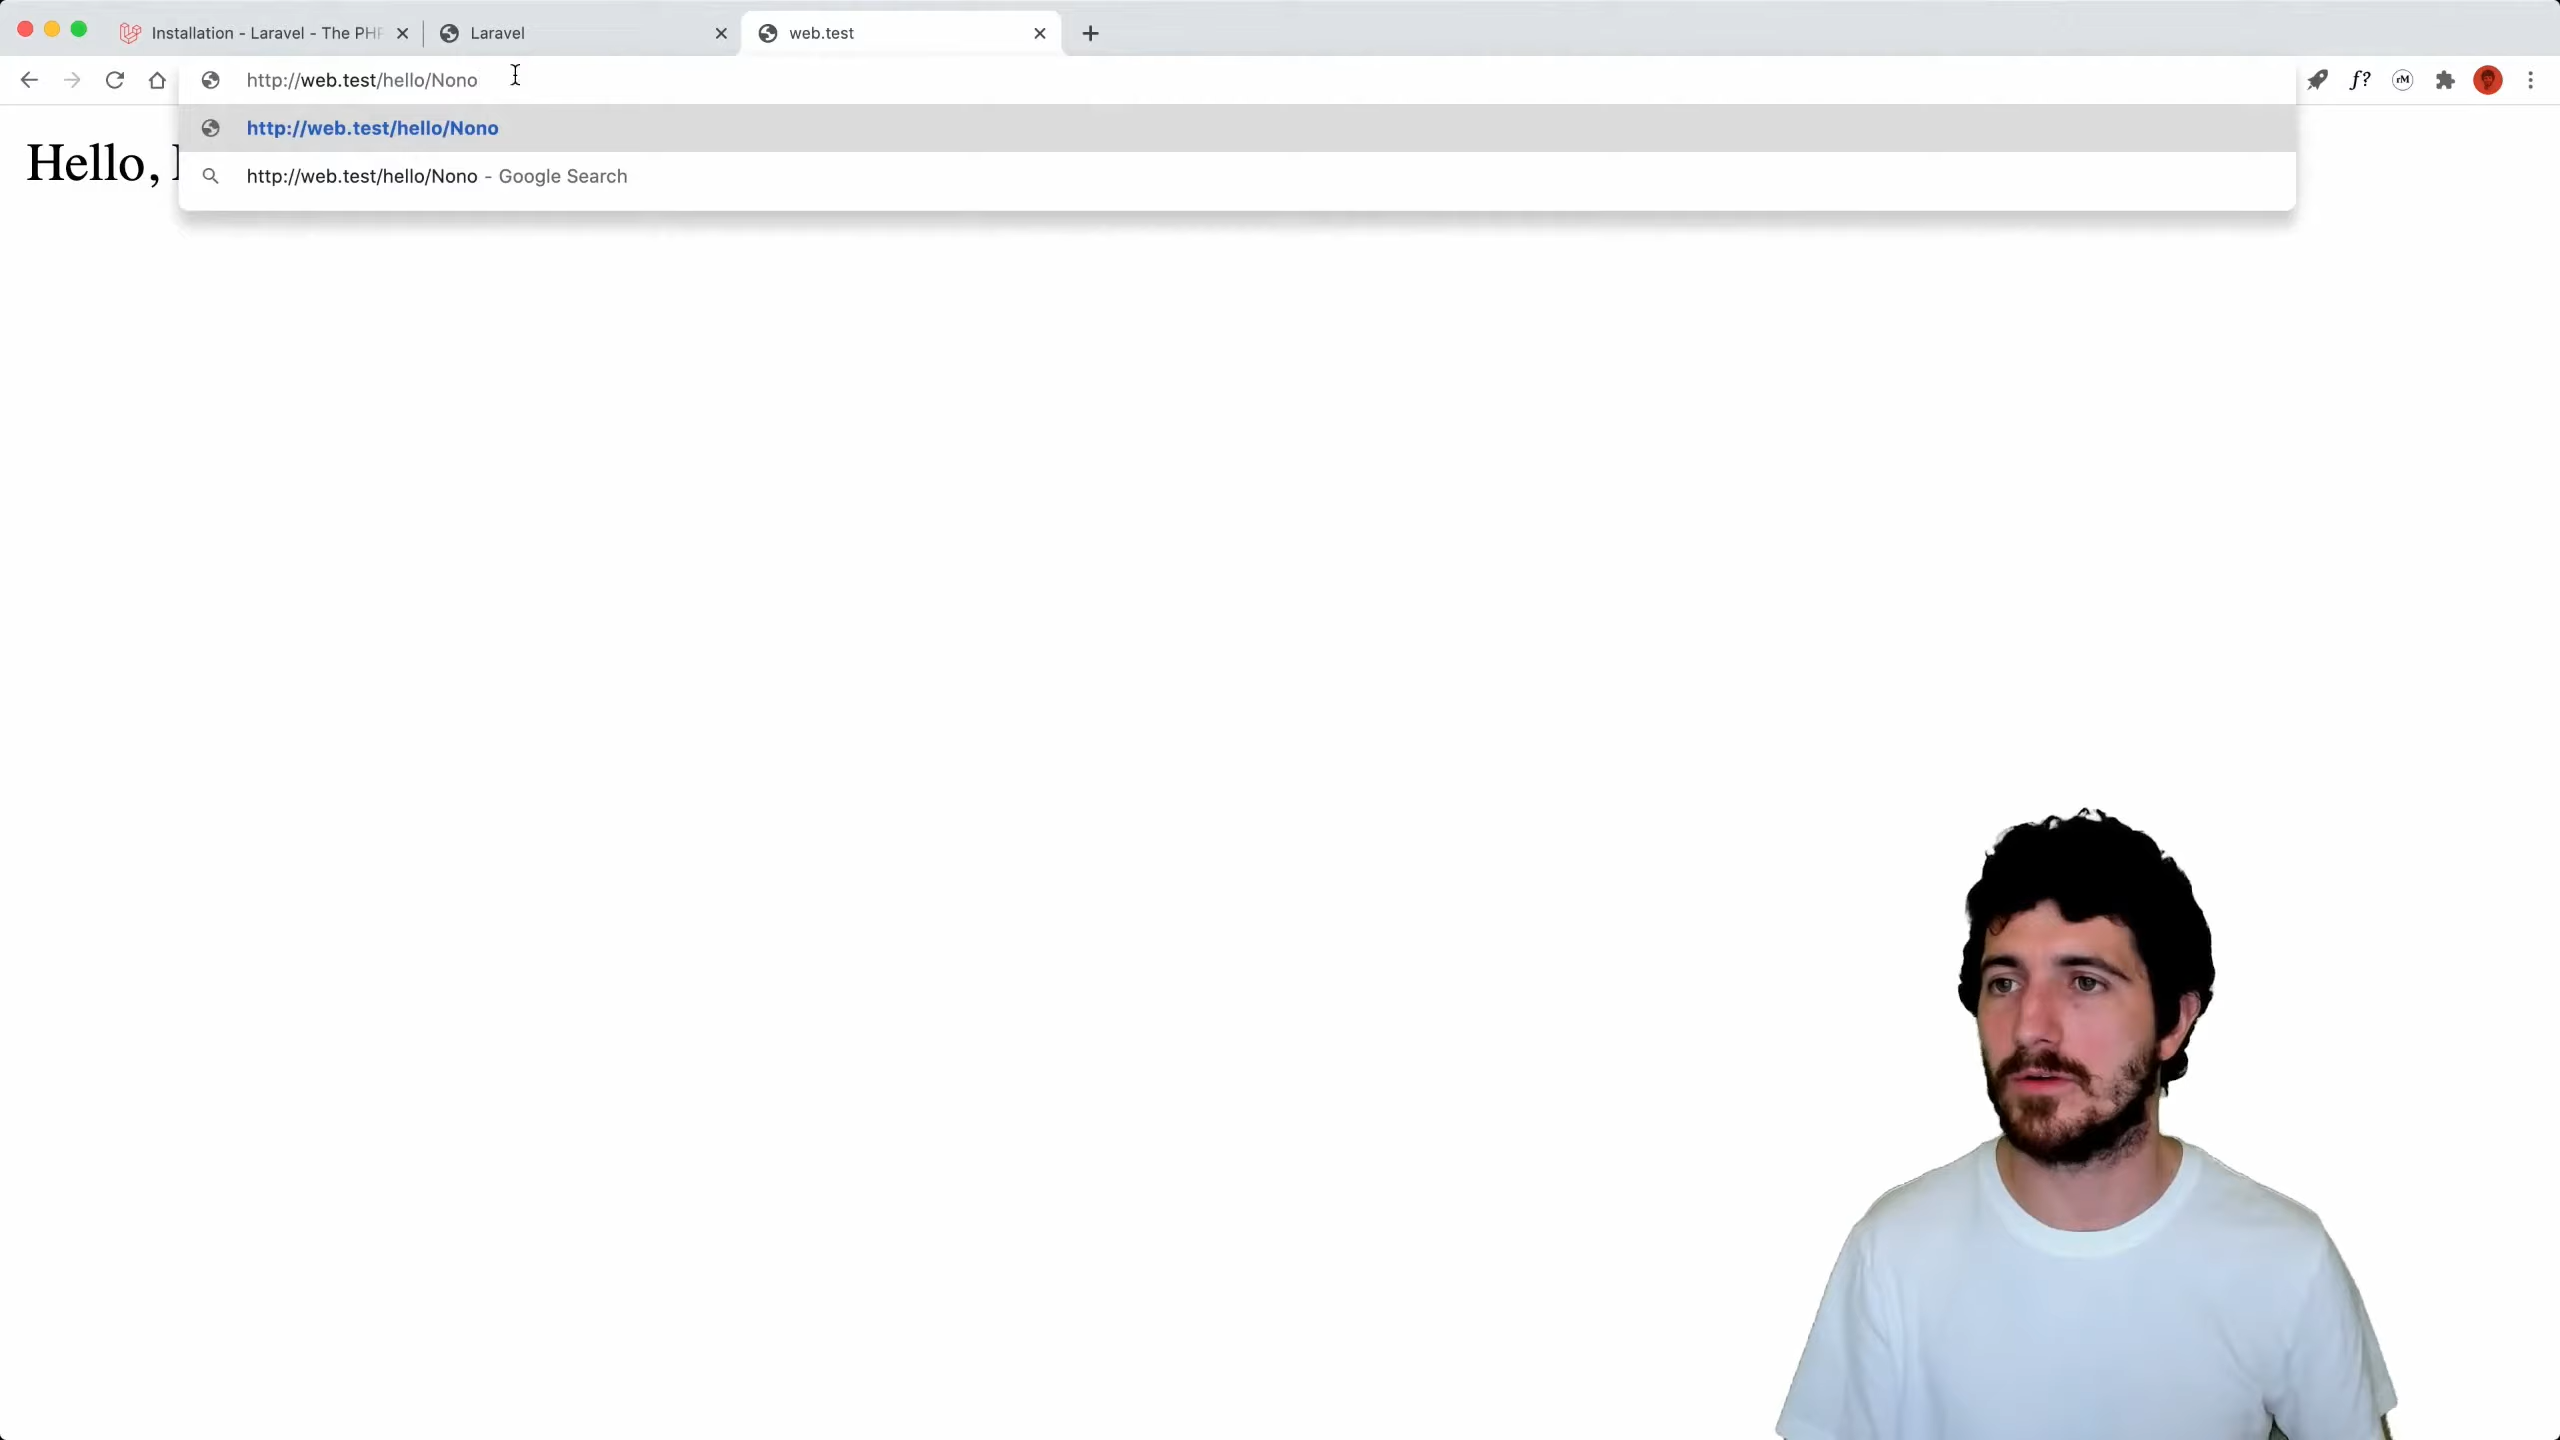 Installation - Laravel - The PHP
Laravel
web.test
http://web.test/hello/Nono
f?
rM
http://web.test/hello/Nono
http://web.test/hello/Nono - Google Search
Hello,